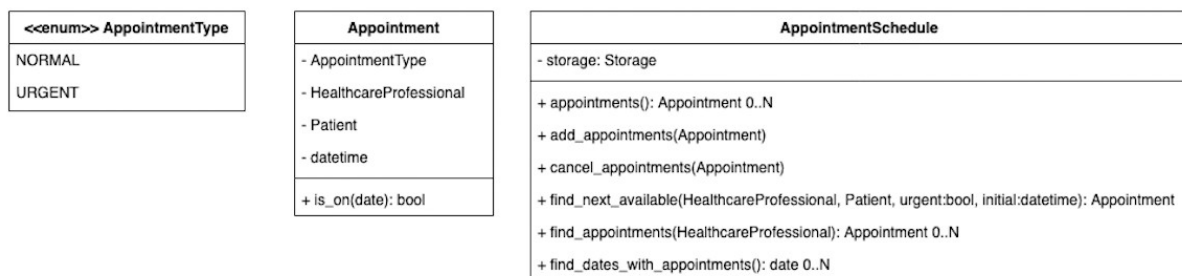 <<enum>> AppointmentType
NORMAL
URGENT
Appointment
- AppointmentType
- HealthcareProfessional
- Patient
- datetime
+ is_on(date): bool
AppointmentSchedule
- storage: Storage
+ appointments(): Appointment 0..N
+ add_appointments(Appointment)
+ cancel_appointments(Appointment)
+ find_next_available(HealthcareProfessional, Patient, urgent:bool, initial:datetime): Appointment
+ find_appointments(HealthcareProfessional): Appointment 0..N
+ find_dates_with_appointments(): date 0..N